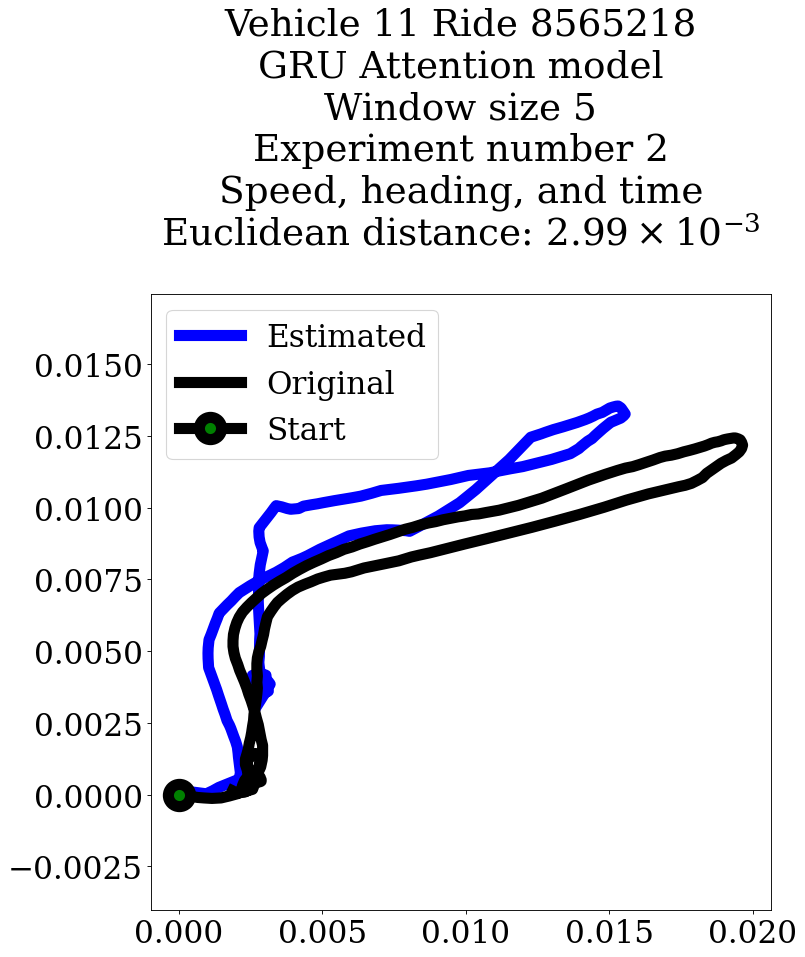 Vehicle 11 Ride 8565218
GRU Attention model
Window size 5
Experiment number 2
Speed, heading, and time
Euclidean distance: 2.99 × 10⁻³
Estimated
Original
Start
0.0150
0.0125
0.0100
0.0075
0.0050
0.0025
0.0000
−0.0025
0.000 0.005 0.010 0.015 0.020